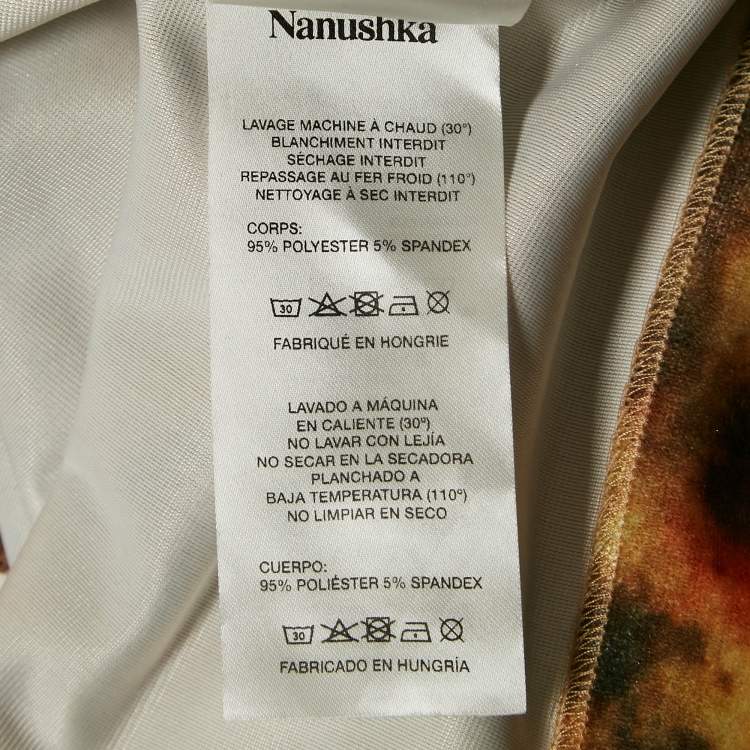 Nanushka
LAVAGE MACHINE À CHAUD (30°)
BLANCHIMENT INTERDIT
SÉCHAGE INTERDIT
REPASSAGE AU FER FROID (110°)
NETTOYAGE À SEC INTERDIT
CORPS:
95% POLYESTER 5% SPANDEX
30
FABRIQUÉ EN HONGRIE
LAVADO A MÁQUINA
EN CALIENTE (30º)
NO LAVAR CON LEJÍA
NO SECAR EN LA SECADORA
PLANCHADO A
BAJA TEMPERATURA (110º)
NO LIMPIAR EN SECO
CUERPO:
95% POLIÉSTER 5% SPANDEX
30
FABRICADO EN HUNGRÍA